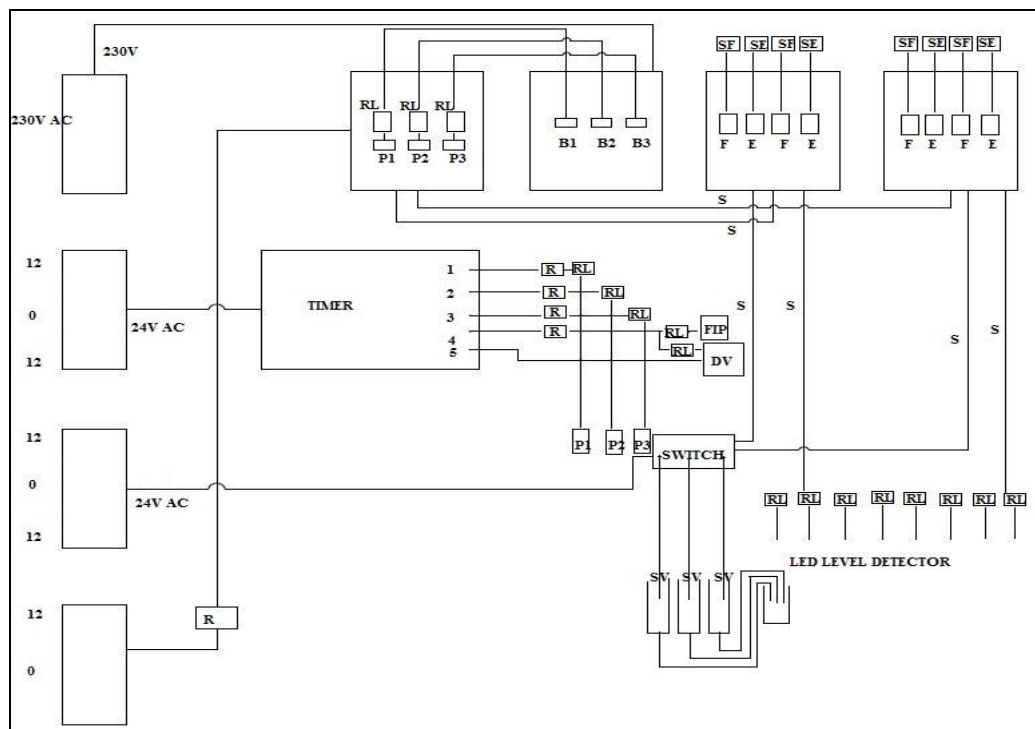 230V
SF SE SF SE
SF SE SF SE
RL RL RL
230V AC
P1 P2 P3
B1 B2 B3
F E F E
F E F E
S
S
12
0
12
24V AC
TIMER
1
2
3
4
5
R RL
R RL
R RL
R RL FIP
RL DV
S S S S
12
0
12
24V AC
P1 P2 P3
SWITCH
RL RL RL RL RL RL RL RL
LED LEVEL DETECTOR
SV SV SV
12
0
R